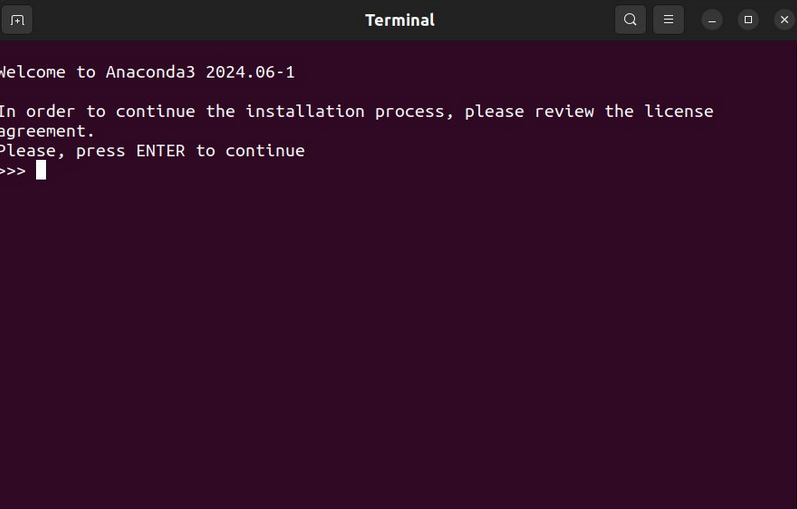 Terminal
Welcome to Anaconda3 2024.06-1
In order to continue the installation process, please review the license
agreement.
Please, press ENTER to continue
>>>